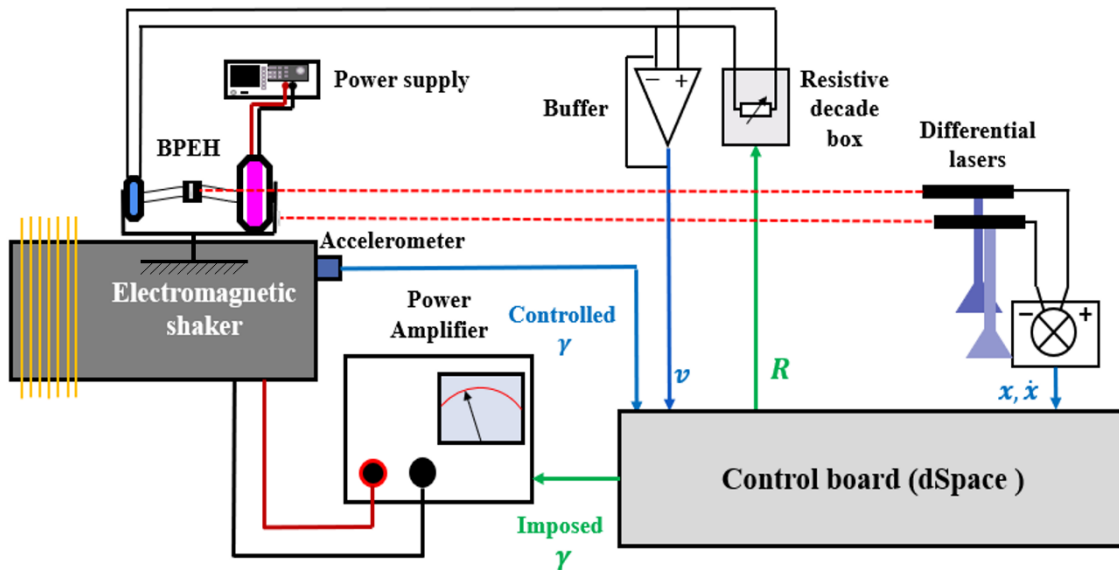 Power supply
BPEH
Buffer
− +
Resistive
decade
box
Differential
lasers
Accelerometer
Electromagnetic
shaker
Power
Amplifier
Controlled
γ
v
R
− +
x, ẋ
Control board (dSpace )
Imposed
γ